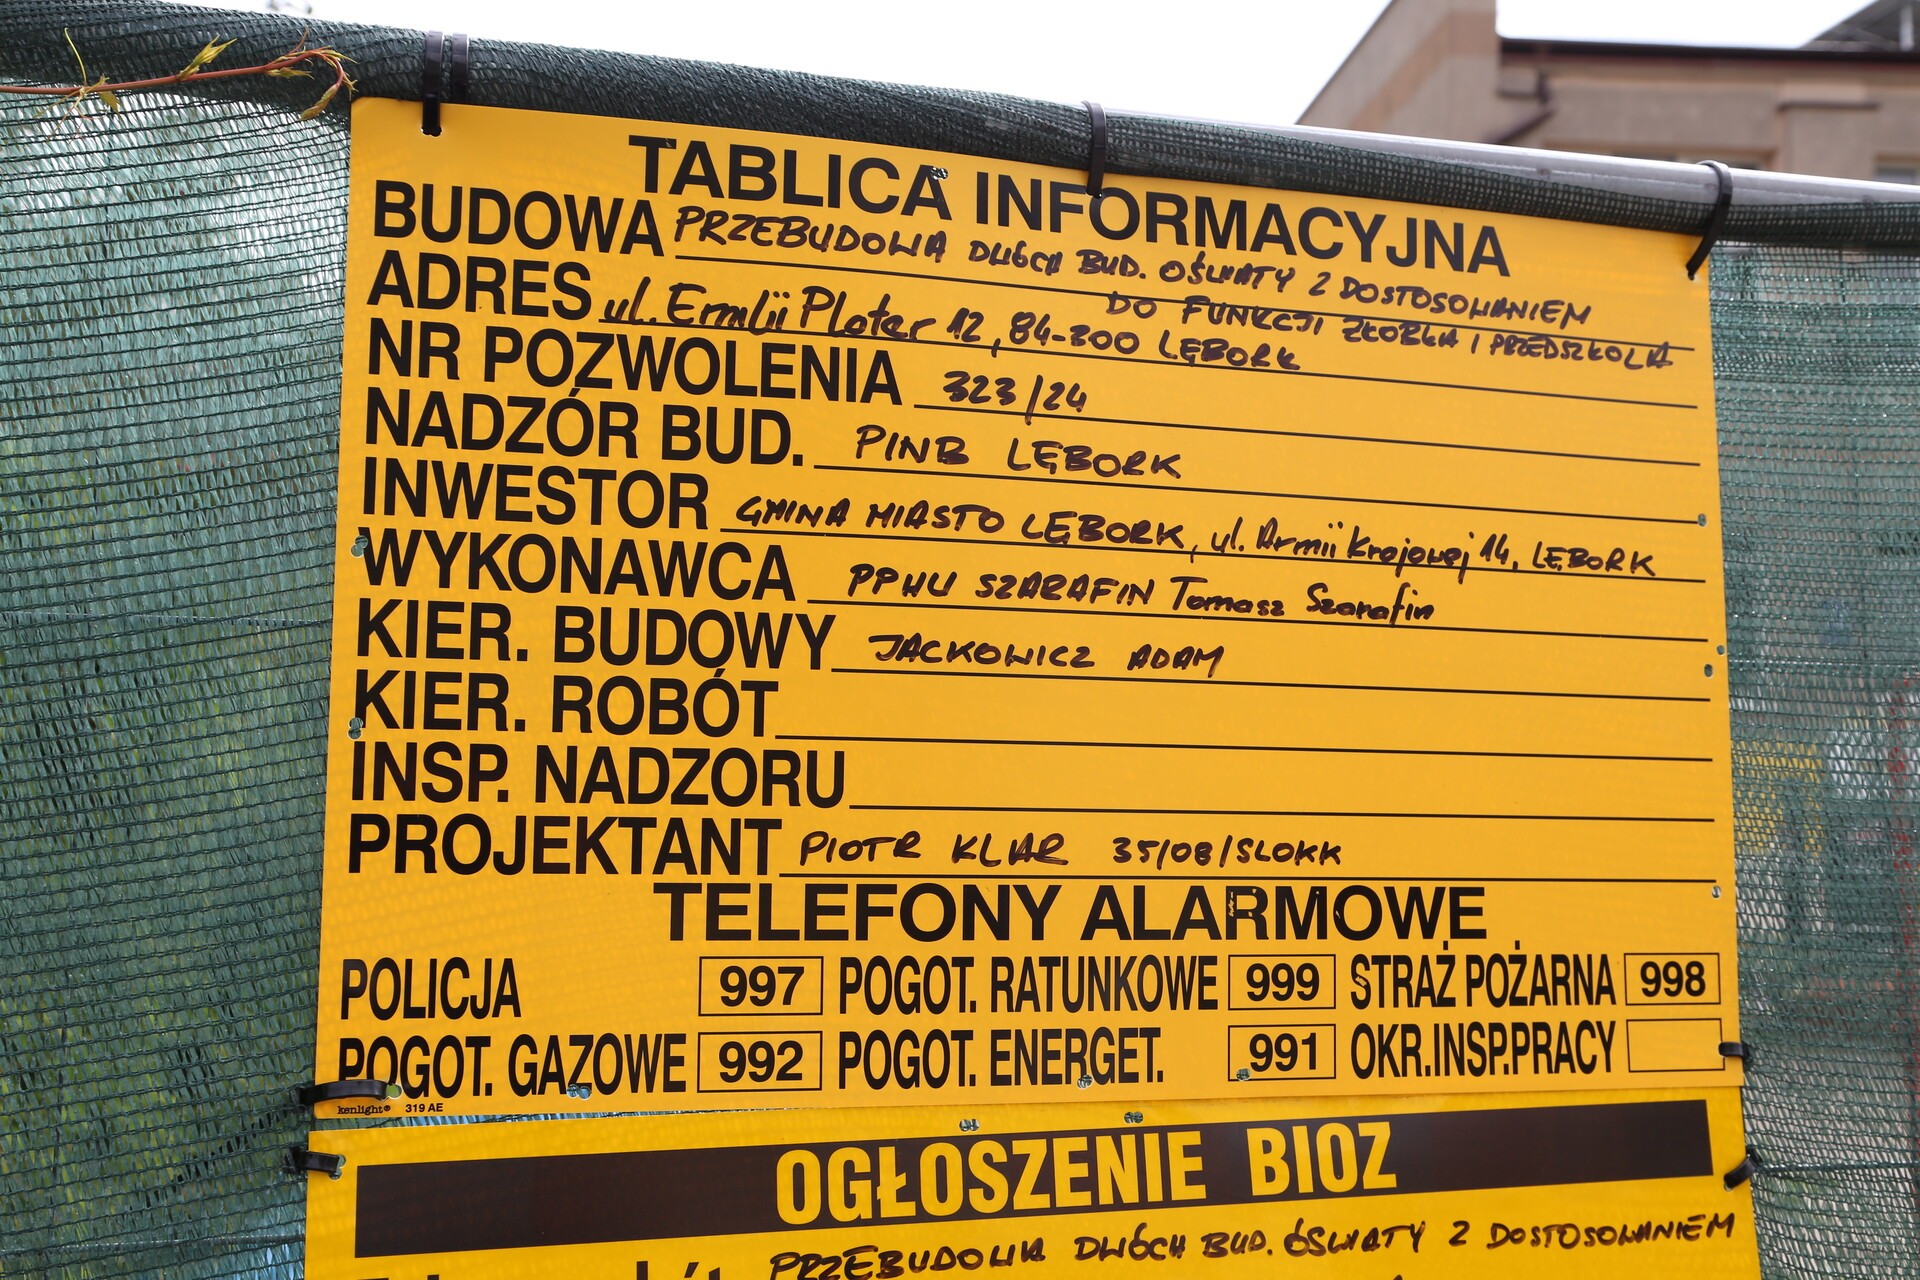 TABLICA INFORMACYJNA
BUDOWA PRZEBUDOWA DWÓCH BUD. OŚWIATY Z DOSTOSOWANIEM
DO FUNKCJI ŻŁOBKA I PRZEDSZKOLA
ADRES ul. Emilii Plater 12, 84-300 LĘBORK
NR POZWOLENIA 323/24
NADZÓR BUD. PINB LĘBORK
INWESTOR GMINA MIASTO LĘBORK, ul. Armii Krajowej 14, LĘBORK
WYKONAWCA PPHU SZARAFIN Tomasz Szarafin
KIER. BUDOWY JACKOWICZ ADAM
KIER. ROBÓT
INSP. NADZORU
PROJEKTANT PIOTR KLAR 35/08/SLOKK
TELEFONY ALARMOWE
POLICJA 997 POGOT. RATUNKOWE 999 STRAŻ POŻARNA 998
POGOT. GAZOWE 992 POGOT. ENERGET. 991 OKR.INSP.PRACY
kenlight® 319 AE
OGŁOSZENIE BIOZ
PRZEBUDOWA DWÓCH BUD. OŚWIATY Z DOSTOSOWANIEM